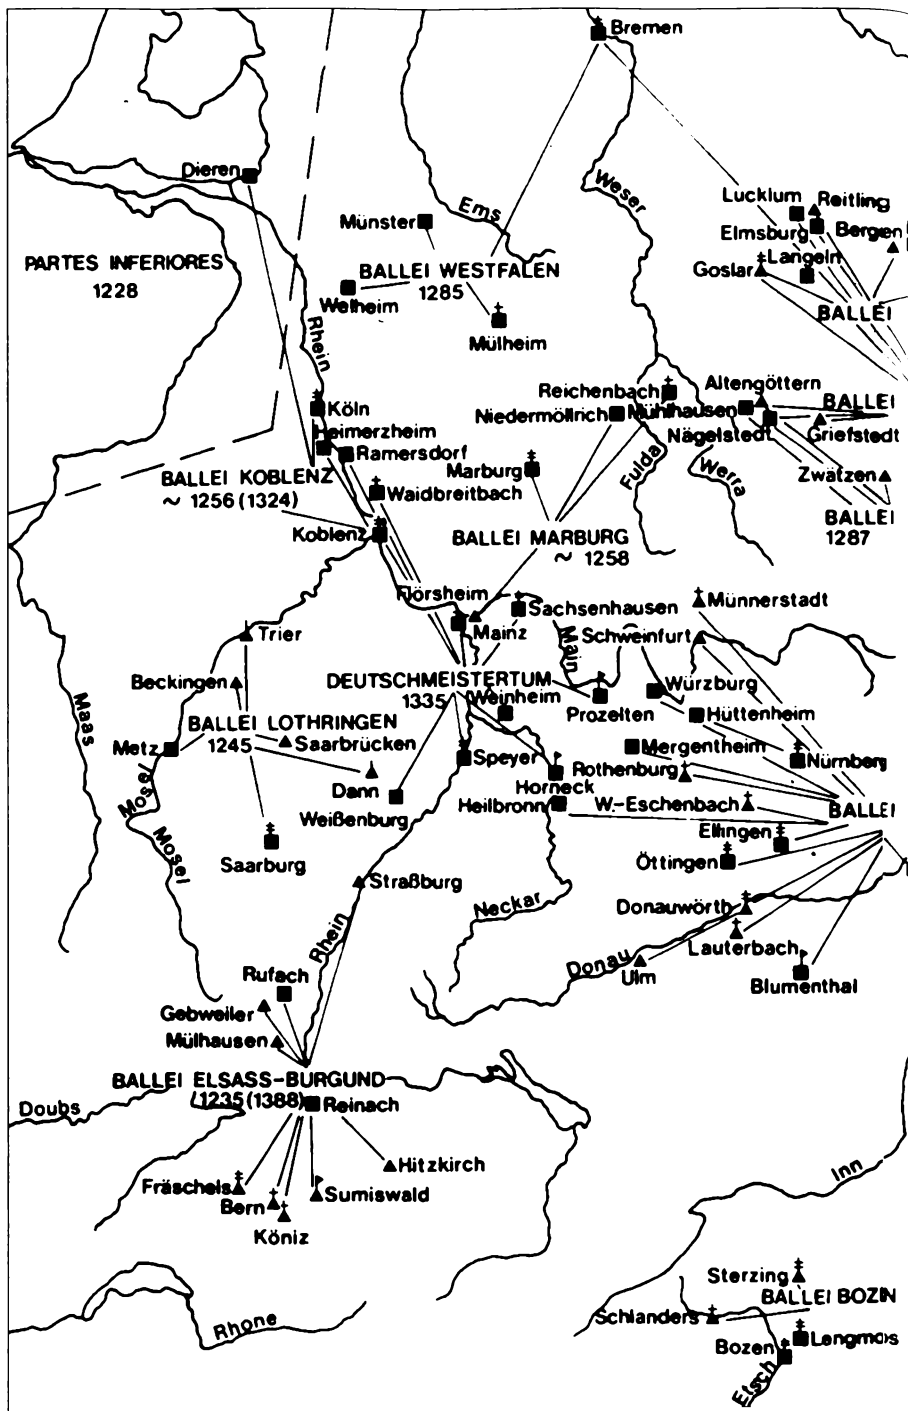 Bremen
Dieren
Weser
Ems
Münster
Lucklum
Reitling
Elmsburg
Bergen
PARTES INFERIORES
1228
BALLEI WESTFALEN
1285
Goslar
Langeln
Welheim
BALLEI
Rhein
Mülheim
Reichenbach
Altengöttern
BALLEI
Köln
Niedermöllrich
Mühlhausen
Heimerzheim
Nägelstedt
Griefstedt
Ramersdorf
BALLEI KOBLENZ
~ 1256 (1324)
Marburg
Fulda
Werra
Zwätzen
Waidbreitbach
BALLEI
1287
Koblenz
BALLEI MARBURG
~ 1258
Flörsheim
Sachsenhausen
Münnerstadt
Trier
Mainz
Main
Schweinfurt
Beckingen
DEUTSCHMEISTERTUM
1335
Weinheim
Würzburg
Maas
Prozelten
Hüttenheim
BALLEI LOTHRINGEN
1245
Metz
Saarbrücken
Speyer
Mergentheim
Nürnberg
Rothenburg
Mosel
Dann
Horneck
Weißenburg
Heilbronn
W.-Eschenbach
BALLEI
Mosel
Ellingen
Saarburg
Öttingen
Straßburg
Neckar
Donauwörth
Rhein
Lauterbach
Donau
Ulm
Blumenthal
Rufach
Gebweiler
Mülhausen
BALLEI ELSASS-BURGUND
1235 (1388)
Doubs
Reinach
Hitzkirch
Inn
Fräschels
Sumiswald
Bern
Köniz
Sterzing
BALLEI BOZIN
Schlanders
Rhone
Lengmos
Bozen
Etsch